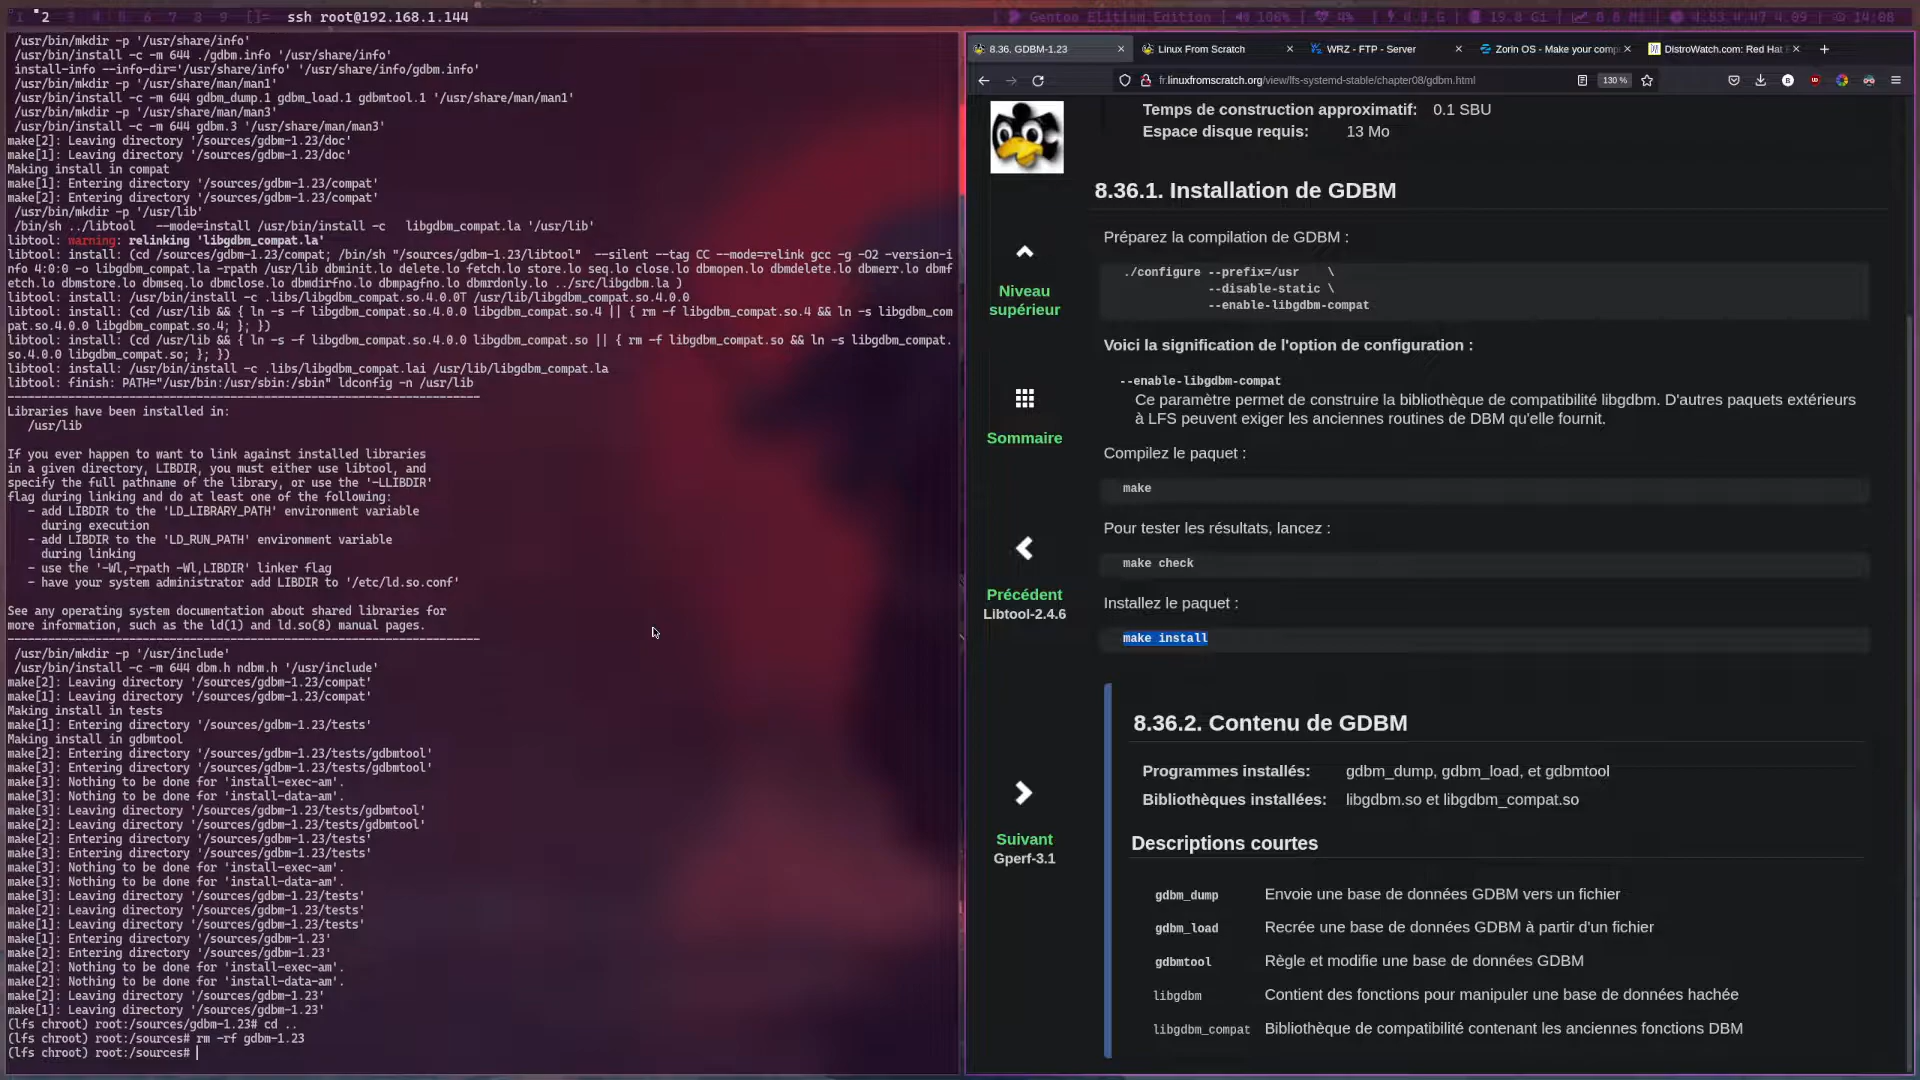 1 2 3 4 5 6 7 8 9 []= ssh root@192.168.1.144
Gentoo Elitism Edition 14:08
/usr/bin/mkdir -p '/usr/share/info'
/usr/bin/install -c -m 644 ./gdbm.info '/usr/share/info'
install-info --info-dir='/usr/share/info' '/usr/share/info/gdbm.info'
/usr/bin/mkdir -p '/usr/share/man/man1'
/usr/bin/install -c -m 644 gdbm_dump.1 gdbm_load.1 gdbmtool.1 '/usr/share/man/man1'
/usr/bin/mkdir -p '/usr/share/man/man3'
/usr/bin/install -c -m 644 gdbm.3 '/usr/share/man/man3'
make[2]: Leaving directory '/sources/gdbm-1.23/doc'
make[1]: Leaving directory '/sources/gdbm-1.23/doc'
Making install in compat
make[1]: Entering directory '/sources/gdbm-1.23/compat'
make[2]: Entering directory '/sources/gdbm-1.23/compat'
/usr/bin/mkdir -p '/usr/lib'
/bin/sh ../libtool --mode=install /usr/bin/install -c libgdbm_compat.la '/usr/lib'
libtool: warning: relinking 'libgdbm_compat.la'
libtool: install: (cd /sources/gdbm-1.23/compat; /bin/sh "/sources/gdbm-1.23/libtool" --silent --tag CC --mode=relink gcc -g -O2 -version-i
nfo 4:0:0 -o libgdbm_compat.la -rpath /usr/lib dbminit.lo delete.lo fetch.lo store.lo seq.lo close.lo dbmopen.lo dbmdelete.lo dbmerr.lo dbmf
etch.lo dbmstore.lo dbmseq.lo dbmclose.lo dbmdirfno.lo dbmpagfno.lo dbmrdonly.lo ../src/libgdbm.la )
libtool: install: /usr/bin/install -c .libs/libgdbm_compat.so.4.0.0T /usr/lib/libgdbm_compat.so.4.0.0
libtool: install: (cd /usr/lib && { ln -s -f libgdbm_compat.so.4.0.0 libgdbm_compat.so.4 || { rm -f libgdbm_compat.so.4 && ln -s libgdbm_com
pat.so.4.0.0 libgdbm_compat.so.4; }; })
libtool: install: (cd /usr/lib && { ln -s -f libgdbm_compat.so.4.0.0 libgdbm_compat.so || { rm -f libgdbm_compat.so && ln -s libgdbm_compat.
so.4.0.0 libgdbm_compat.so; }; })
libtool: install: /usr/bin/install -c .libs/libgdbm_compat.lai /usr/lib/libgdbm_compat.la
libtool: finish: PATH="/usr/bin:/usr/sbin:/sbin" ldconfig -n /usr/lib
----------------------------------------------------------------------
Libraries have been installed in:
/usr/lib
If you ever happen to want to link against installed libraries
in a given directory, LIBDIR, you must either use libtool, and
specify the full pathname of the library, or use the '-LLIBDIR'
flag during linking and do at least one of the following:
- add LIBDIR to the 'LD_LIBRARY_PATH' environment variable
during execution
- add LIBDIR to the 'LD_RUN_PATH' environment variable
during linking
- use the '-Wl,-rpath -Wl,LIBDIR' linker flag
- have your system administrator add LIBDIR to '/etc/ld.so.conf'
See any operating system documentation about shared libraries for
more information, such as the ld(1) and ld.so(8) manual pages.
----------------------------------------------------------------------
/usr/bin/mkdir -p '/usr/include'
/usr/bin/install -c -m 644 dbm.h ndbm.h '/usr/include'
make[2]: Leaving directory '/sources/gdbm-1.23/compat'
make[1]: Leaving directory '/sources/gdbm-1.23/compat'
Making install in tests
make[1]: Entering directory '/sources/gdbm-1.23/tests'
Making install in gdbmtool
make[2]: Entering directory '/sources/gdbm-1.23/tests/gdbmtool'
make[3]: Entering directory '/sources/gdbm-1.23/tests/gdbmtool'
make[3]: Nothing to be done for 'install-exec-am'.
make[3]: Nothing to be done for 'install-data-am'.
make[3]: Leaving directory '/sources/gdbm-1.23/tests/gdbmtool'
make[2]: Leaving directory '/sources/gdbm-1.23/tests/gdbmtool'
make[2]: Entering directory '/sources/gdbm-1.23/tests'
make[3]: Entering directory '/sources/gdbm-1.23/tests'
make[3]: Nothing to be done for 'install-exec-am'.
make[3]: Nothing to be done for 'install-data-am'.
make[3]: Leaving directory '/sources/gdbm-1.23/tests'
make[2]: Leaving directory '/sources/gdbm-1.23/tests'
make[1]: Leaving directory '/sources/gdbm-1.23/tests'
make[1]: Entering directory '/sources/gdbm-1.23'
make[2]: Entering directory '/sources/gdbm-1.23'
make[2]: Nothing to be done for 'install-exec-am'.
make[2]: Nothing to be done for 'install-data-am'.
make[2]: Leaving directory '/sources/gdbm-1.23'
make[1]: Leaving directory '/sources/gdbm-1.23'
(lfs chroot) root:/sources/gdbm-1.23# cd ..
(lfs chroot) root:/sources# rm -rf gdbm-1.23
(lfs chroot) root:/sources#
8.36. GDBM-1.23
Linux From Scratch
WRZ - FTP - Server
Zorin OS - Make your comp
DistroWatch.com: Red Hat
fr.linuxfromscratch.org/view/lfs-systemd-stable/chapter08/gdbm.html
130 %
Temps de construction approximatif: 0.1 SBU
Espace disque requis: 13 Mo
8.36.1. Installation de GDBM
Préparez la compilation de GDBM :
./configure --prefix=/usr \
--disable-static \
--enable-libgdbm-compat
Voici la signification de l'option de configuration :
--enable-libgdbm-compat
Ce paramètre permet de construire la bibliothèque de compatibilité libgdbm. D'autres paquets extérieurs
à LFS peuvent exiger les anciennes routines de DBM qu'elle fournit.
Compilez le paquet :
make
Pour tester les résultats, lancez :
make check
Installez le paquet :
make install
Niveau
supérieur
Sommaire
Précédent
Libtool-2.4.6
Suivant
Gperf-3.1
8.36.2. Contenu de GDBM
Programmes installés: gdbm_dump, gdbm_load, et gdbmtool
Bibliothèques installées: libgdbm.so et libgdbm_compat.so
Descriptions courtes
gdbm_dump Envoie une base de données GDBM vers un fichier
gdbm_load Recrée une base de données GDBM à partir d'un fichier
gdbmtool Règle et modifie une base de données GDBM
libgdbm Contient des fonctions pour manipuler une base de données hachée
libgdbm_compat Bibliothèque de compatibilité contenant les anciennes fonctions DBM